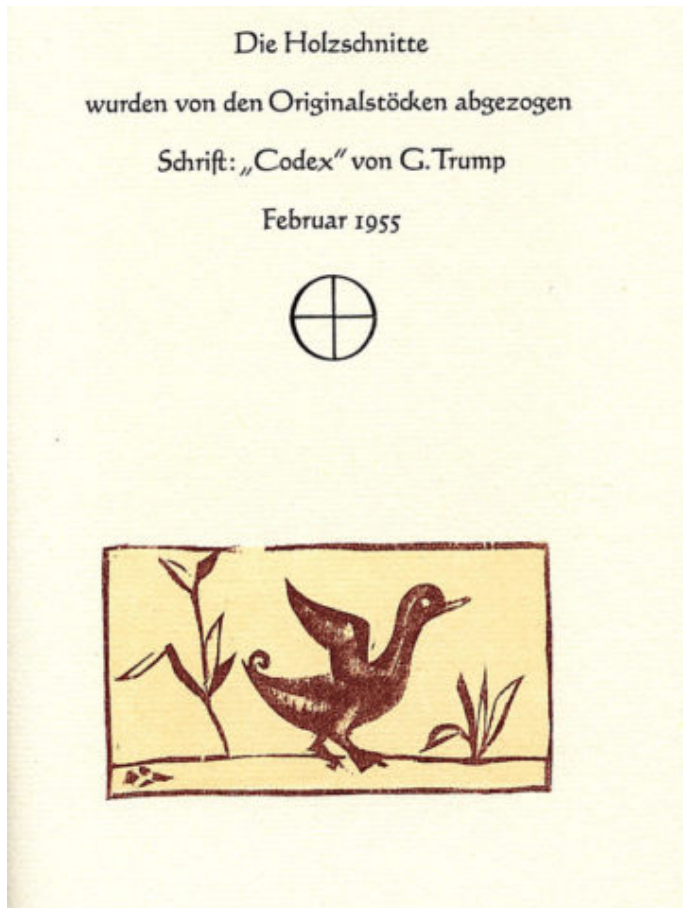 Die Holzschnitte
wurden von den Originalstöcken abgezogen
Schrift: „Codex” von G. Trump
Februar 1955